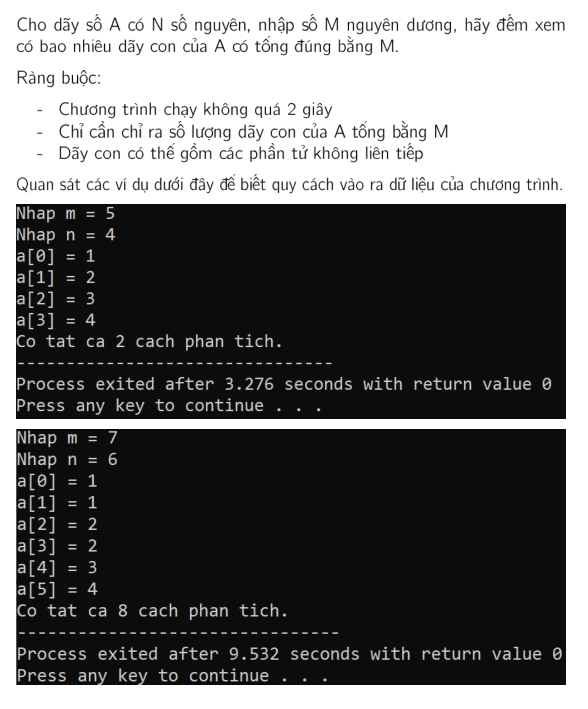 Cho dãy số A có N số nguyên, nhập số M nguyên dương, hãy đếm xem
có bao nhiêu dãy con của A có tổng đúng bằng M.
Ràng buộc:
- Chương trình chạy không quá 2 giây
- Chỉ cần chỉ ra số lượng dãy con của A tổng bằng M
- Dãy con có thể gồm các phần tử không liên tiếp
Quan sát các ví dụ dưới đây để biết quy cách vào ra dữ liệu của chương trình.
Nhap m = 5
Nhap n = 4
a[0] = 1
a[1] = 2
a[2] = 3
a[3] = 4
Co tat ca 2 cach phan tich.
--------------------------------
Process exited after 3.276 seconds with return value 0
Press any key to continue . . .
Nhap m = 7
Nhap n = 6
a[0] = 1
a[1] = 1
a[2] = 2
a[3] = 2
a[4] = 3
a[5] = 4
Co tat ca 8 cach phan tich.
--------------------------------
Process exited after 9.532 seconds with return value 0
Press any key to continue . . .